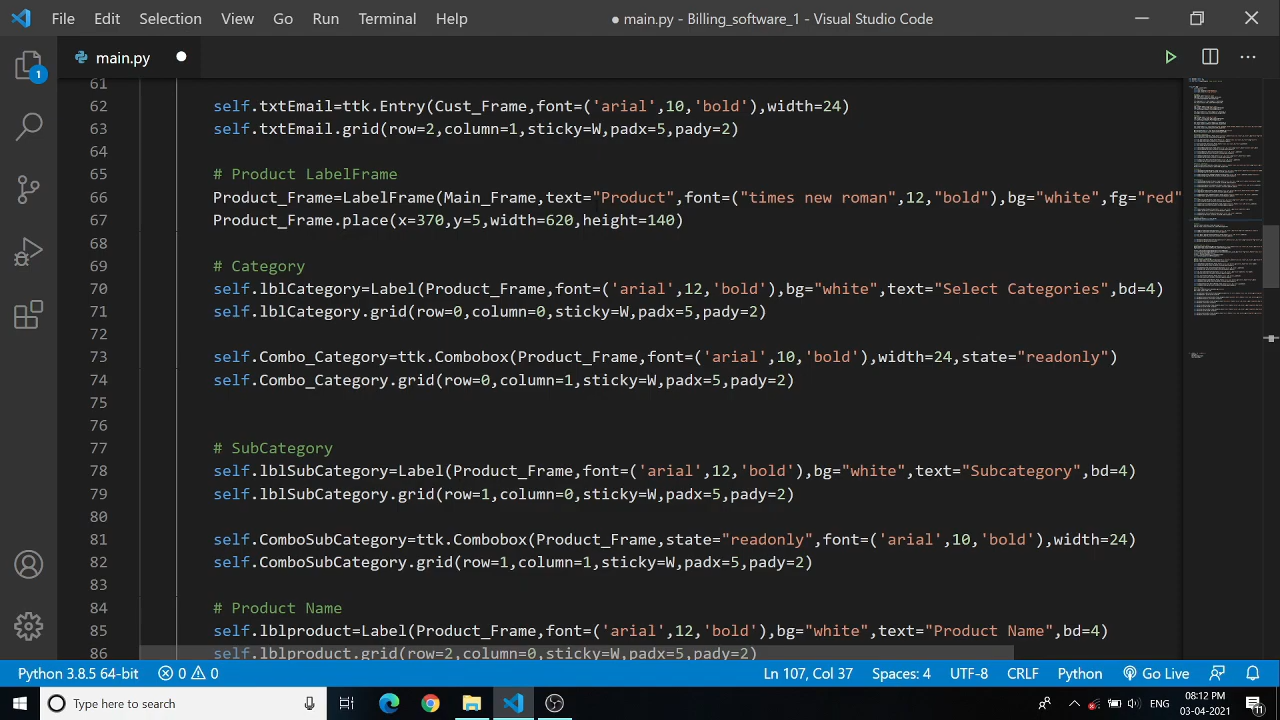 File Edit Selection View Go Run Terminal Help ● main.py - Billing_software_1 - Visual Studio Code
1
main.py
61
62 self.txtEmail=ttk.Entry(Cust_Frame,font=('arial',10,'bold'),width=24)
63 self.txtEmail.grid(row=2,column=1,sticky=W,padx=5,pady=2)
64
65 # Product LabelFrame
66 Product_Frame=LabelFrame(Main_Frame,text="Product",font=("times new roman",12,"bold"),bg="white",fg="red"
67 Product_Frame.place(x=370,y=5,width=620,height=140)
68
69 # Category
70 self.lblCategory=Label(Product_Frame,font=('arial',12,'bold'),bg="white",text="Select Categories",bd=4)
71 self.lblCategory.grid(row=0,column=0,sticky=W,padx=5,pady=2)
72
73 self.Combo_Category=ttk.Combobox(Product_Frame,font=('arial',10,'bold'),width=24,state="readonly")
74 self.Combo_Category.grid(row=0,column=1,sticky=W,padx=5,pady=2)
75
76
77 # SubCategory
78 self.lblSubCategory=Label(Product_Frame,font=('arial',12,'bold'),bg="white",text="Subcategory",bd=4)
79 self.lblSubCategory.grid(row=1,column=0,sticky=W,padx=5,pady=2)
80
81 self.ComboSubCategory=ttk.Combobox(Product_Frame,state="readonly",font=('arial',10,'bold'),width=24)
82 self.ComboSubCategory.grid(row=1,column=1,sticky=W,padx=5,pady=2)
83
84 # Product Name
85 self.lblproduct=Label(Product_Frame,font=('arial',12,'bold'),bg="white",text="Product Name",bd=4)
86 self.lblproduct.grid(row=2,column=0,sticky=W,padx=5,pady=2)
Python 3.8.5 64-bit 0 0 Ln 107, Col 37 Spaces: 4 UTF-8 CRLF Python Go Live
Type here to search ENG 08:12 PM
03-04-2021 11